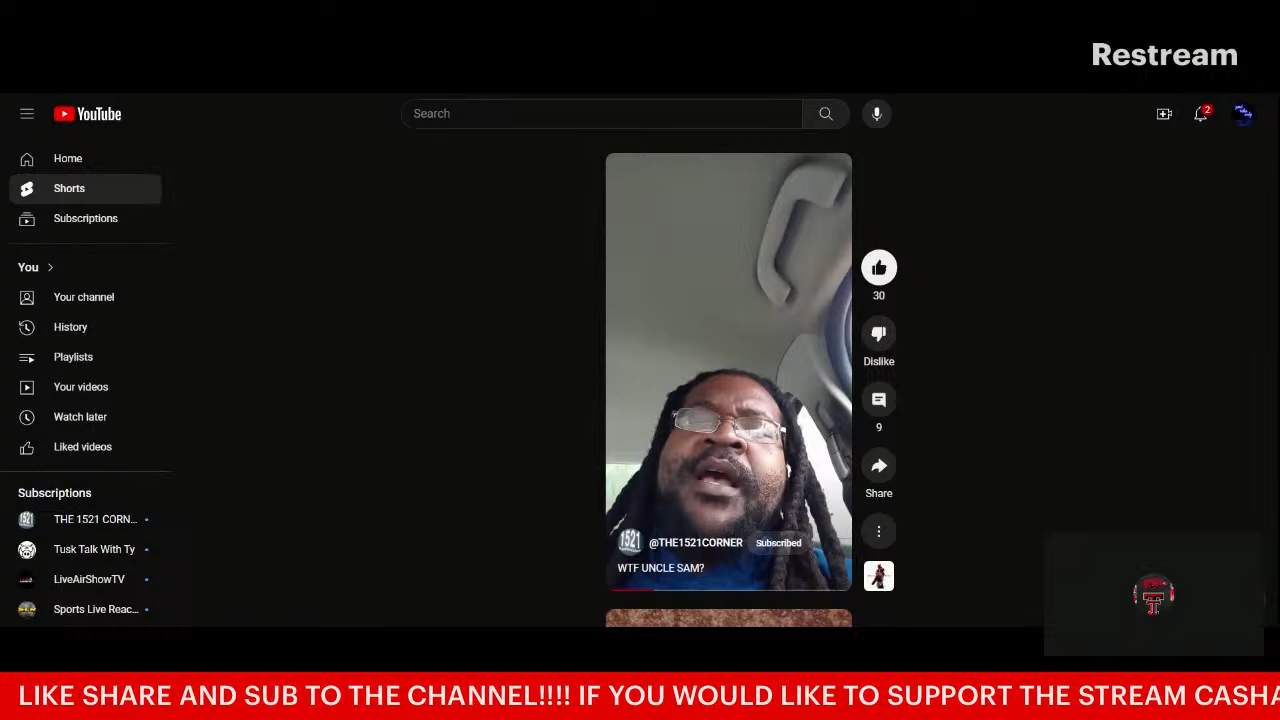 Restream
YouTube
Search
2
Home
Shorts
Subscriptions
You
Your channel
History
Playlists
Your videos
Watch later
Liked videos
Subscriptions
THE 1521 CORN...
Tusk Talk With Ty
LiveAirShowTV
Sports Live Reac...
30
Dislike
9
Share
1521
@THE1521CORNER
Subscribed
WTF UNCLE SAM?
LIKE SHARE AND SUB TO THE CHANNEL!!!! IF YOU WOULD LIKE TO SUPPORT THE STREAM CASHA